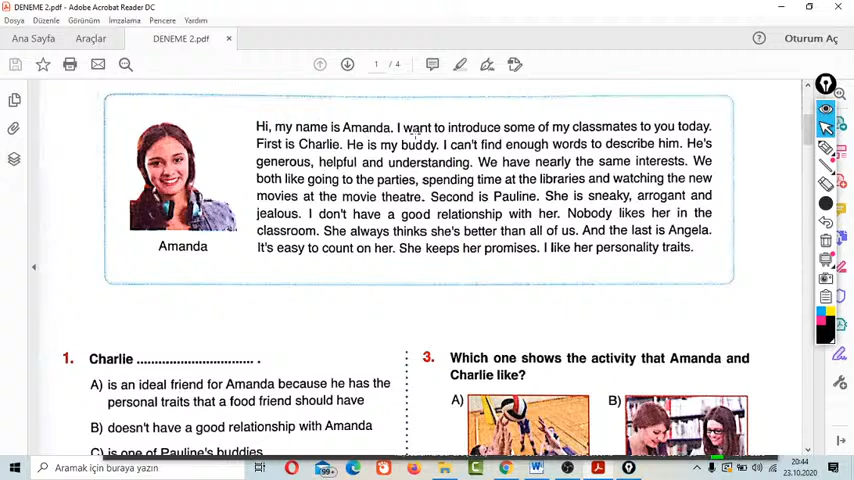 DENEME 2.pdf - Adobe Acrobat Reader DC
Dosya Düzenle Görünüm İmzalama Pencere Yardım
Ana Sayfa Araçlar DENEME 2.pdf × Oturum Aç
1 / 4
Hi, my name is Amanda. I want to introduce some of my classmates to you today.
First is Charlie. He is my buddy. I can't find enough words to describe him. He's
generous, helpful and understanding. We have nearly the same interests. We
both like going to the parties, spending time at the libraries and watching the new
movies at the movie theatre. Second is Pauline. She is sneaky, arrogant and
jealous. I don't have a good relationship with her. Nobody likes her in the
classroom. She always thinks she's better than all of us. And the last is Angela.
It's easy to count on her. She keeps her promises. I like her personality traits.
Amanda
1. Charlie ................................. .
A) is an ideal friend for Amanda because he has the
personal traits that a food friend should have
B) doesn't have a good relationship with Amanda
C) is one of Pauline's buddies
3. Which one shows the activity that Amanda and
Charlie like?
A) B)
Aramak için buraya yazın
99+
20:44
23.10.2020